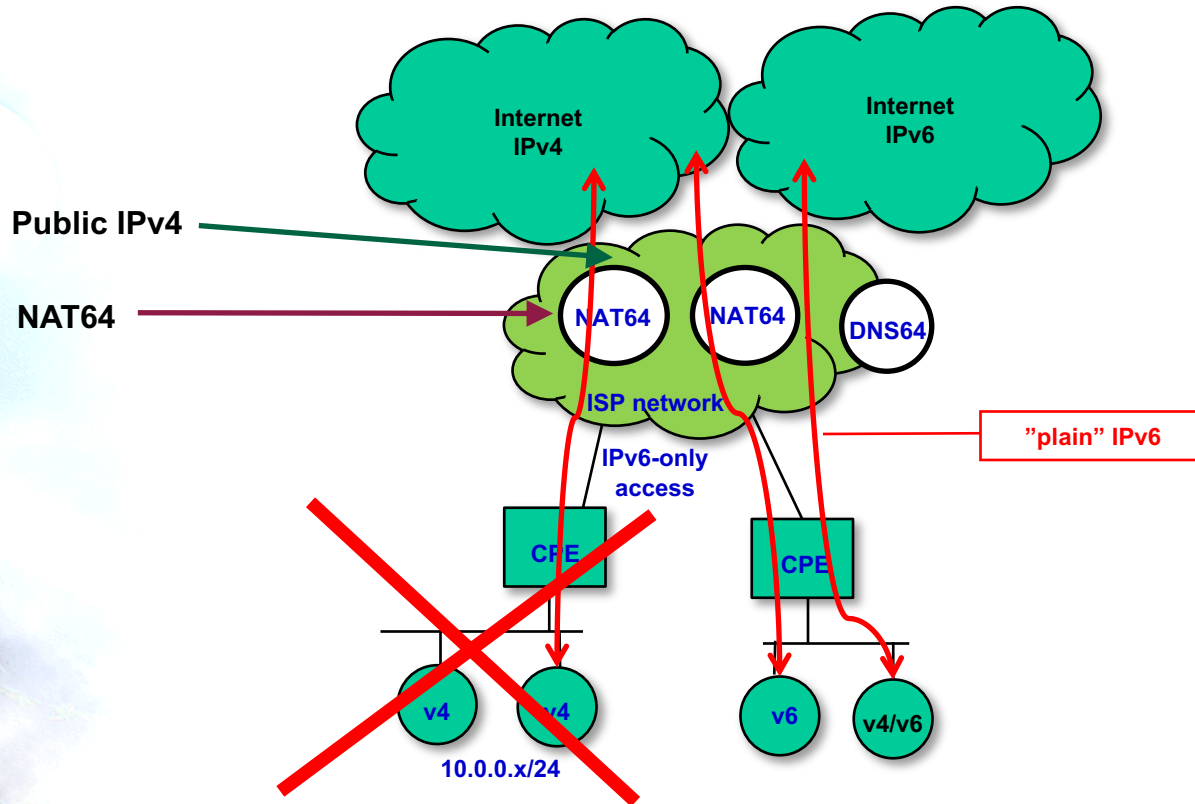 Internet
IPv4
Internet
IPv6
Public IPv4
NAT64
NAT64
NAT64
DNS64
ISP network
”plain” IPv6
IPv6-only
access
CPE
CPE
v4
v4
v6
v4/v6
10.0.0.x/24